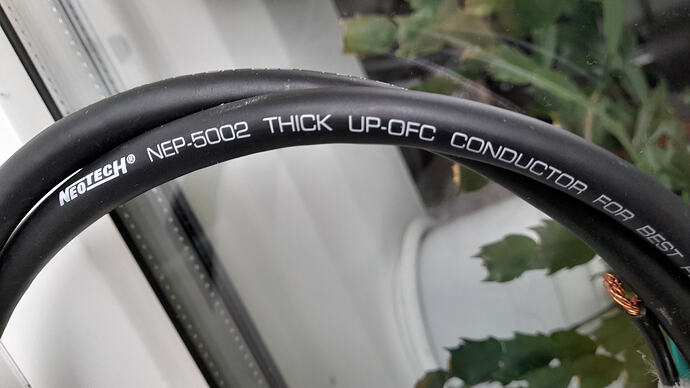 NEOTECH® NEP-5002 THICK UP-OFC CONDUCTOR FOR BEST